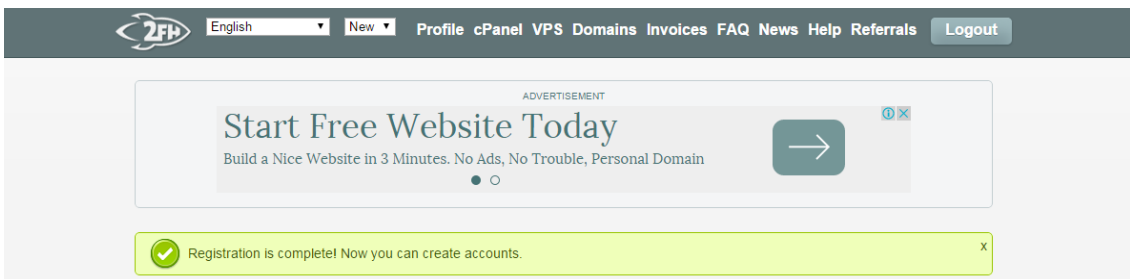 2FH English New Profile cPanel VPS Domains Invoices FAQ News Help Referrals Logout
ADVERTISEMENT
Start Free Website Today
Build a Nice Website in 3 Minutes. No Ads, No Trouble, Personal Domain
Registration is complete! Now you can create accounts. x